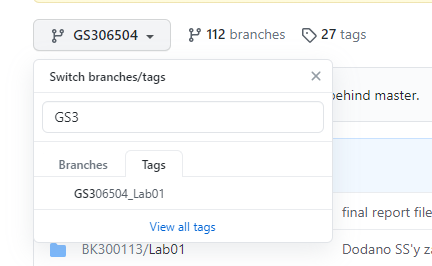 GS306504
112 branches
27 tags
Switch branches/tags
GS3
behind master.
Branches
Tags
GS306504_Lab01
final report file
View all tags
BK300113/Lab01
Dodano SS'y za